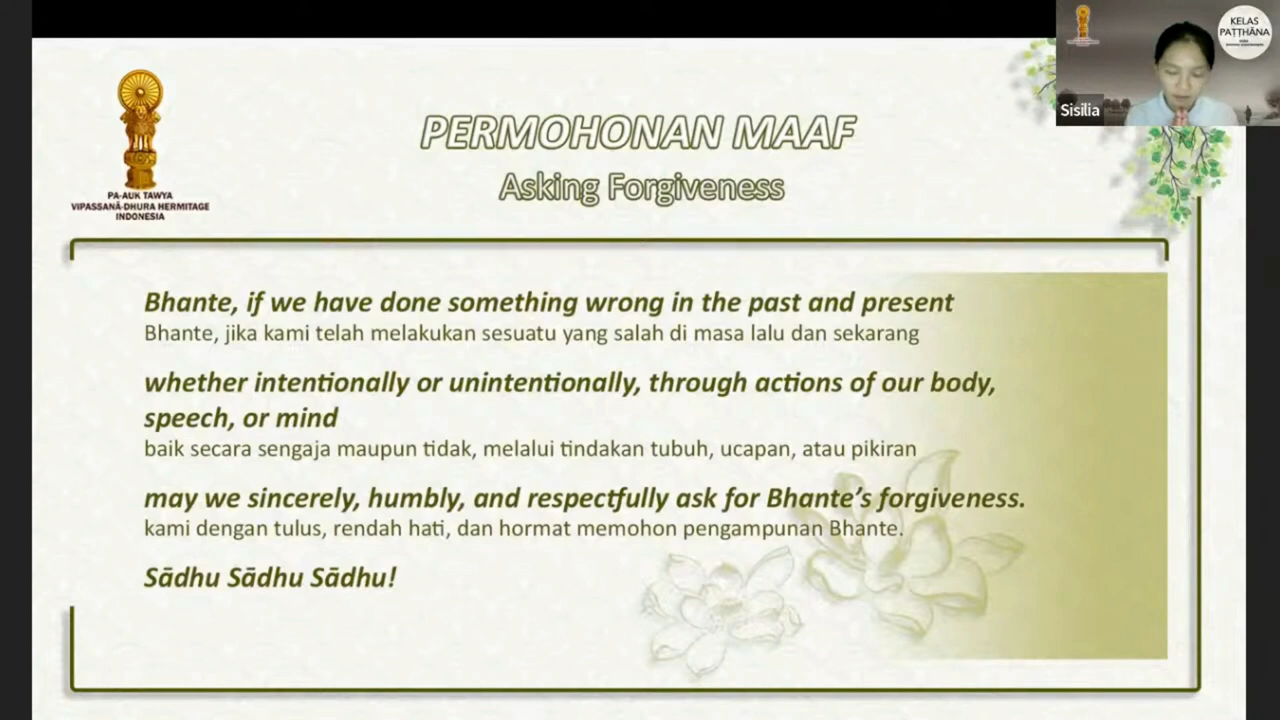 KELAS
PAṬṬHĀNA
Sisilia
PA-AUK TAWYA
VIPASSANĀ-DHURA HERMITAGE
INDONESIA
PERMOHONAN MAAF
Asking Forgiveness
Bhante, if we have done something wrong in the past and present
Bhante, jika kami telah melakukan sesuatu yang salah di masa lalu dan sekarang
whether intentionally or unintentionally, through actions of our body,
speech, or mind
baik secara sengaja maupun tidak, melalui tindakan tubuh, ucapan, atau pikiran
may we sincerely, humbly, and respectfully ask for Bhante’s forgiveness.
kami dengan tulus, rendah hati, dan hormat memohon pengampunan Bhante.
Sādhu Sādhu Sādhu!